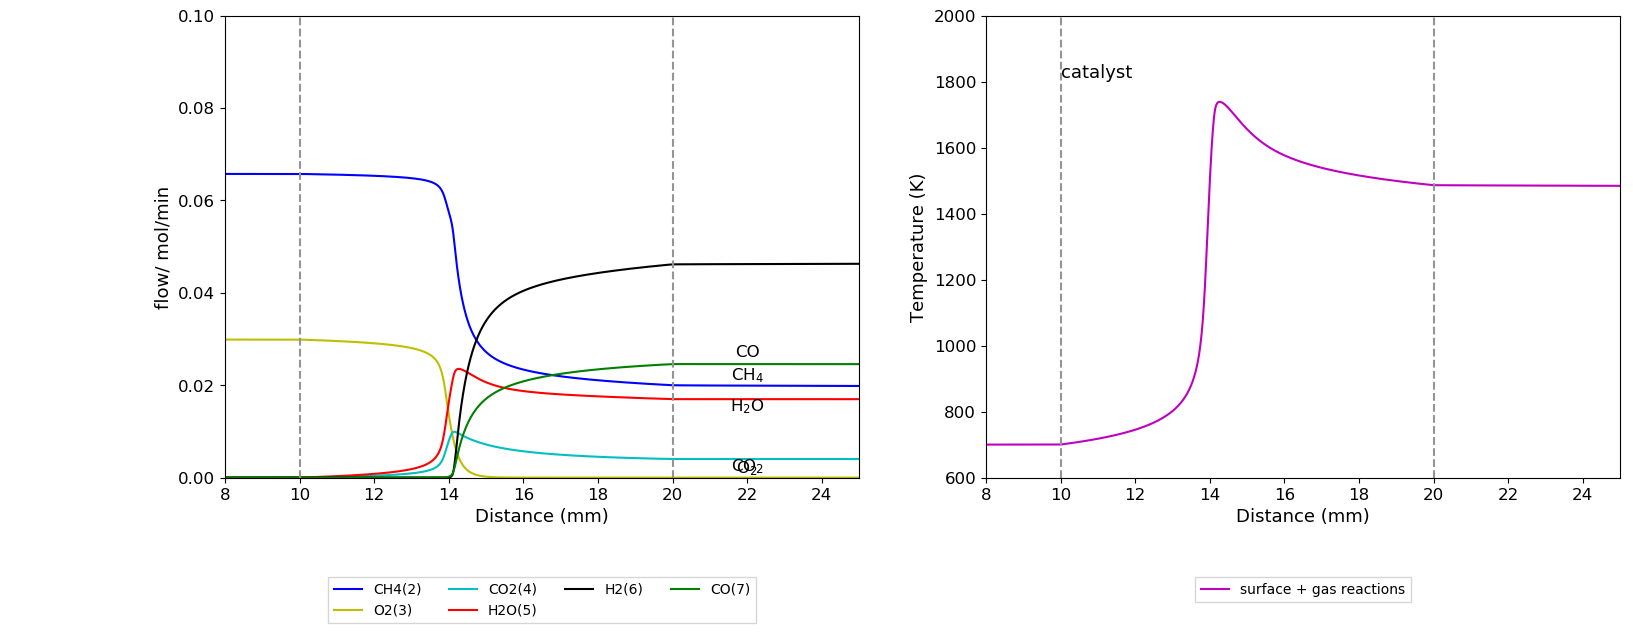 0.10
0.08
0.06
0.04
0.02
0.00
flow/ mol/min
8 10 12 14 16 18 20 22 24
Distance (mm)
CO
CH₄
H₂O
CO₂
O₂
CH4(2) CO2(4) H2(6) CO(7)
O2(3) H2O(5)
2000
1800
1600
1400
1200
1000
800
600
Temperature (K)
catalyst
8 10 12 14 16 18 20 22 24
Distance (mm)
surface + gas reactions